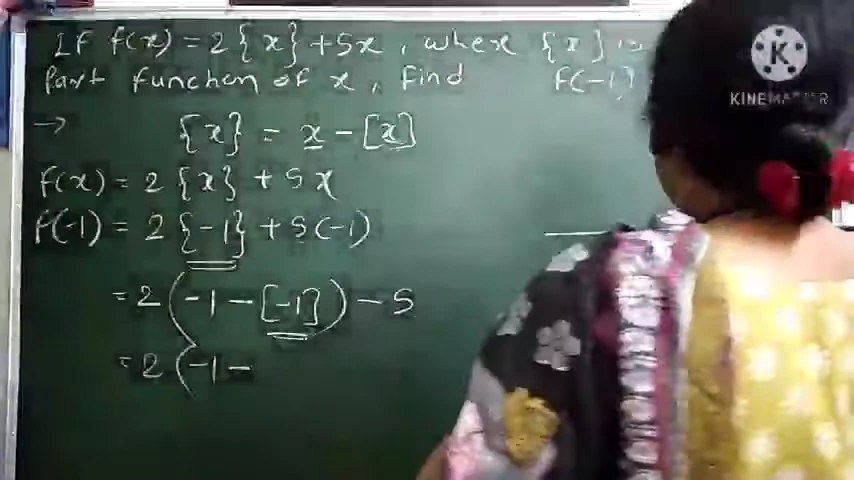 If f(x) = 2{x} + 5x, where {x} is
part function of x, find f(-1)
→ {x} = x - [x]
f(x) = 2{x} + 5x
f(-1) = 2{-1} + 5(-1)
= 2(-1 - [-1]) - 5
= 2(-1 -
K
KINEMASTER